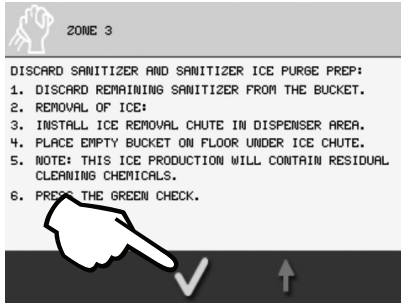 ZONE 3
DISCARD SANITIZER AND SANITIZER ICE PURGE PREP:
1. DISCARD REMAINING SANITIZER FROM THE BUCKET.
2. REMOVAL OF ICE:
3. INSTALL ICE REMOVAL CHUTE IN DISPENSER AREA.
4. PLACE EMPTY BUCKET ON FLOOR UNDER ICE CHUTE.
5. NOTE: THIS ICE PRODUCTION WILL CONTAIN RESIDUAL
CLEANING CHEMICALS.
6. PRESS THE GREEN CHECK.